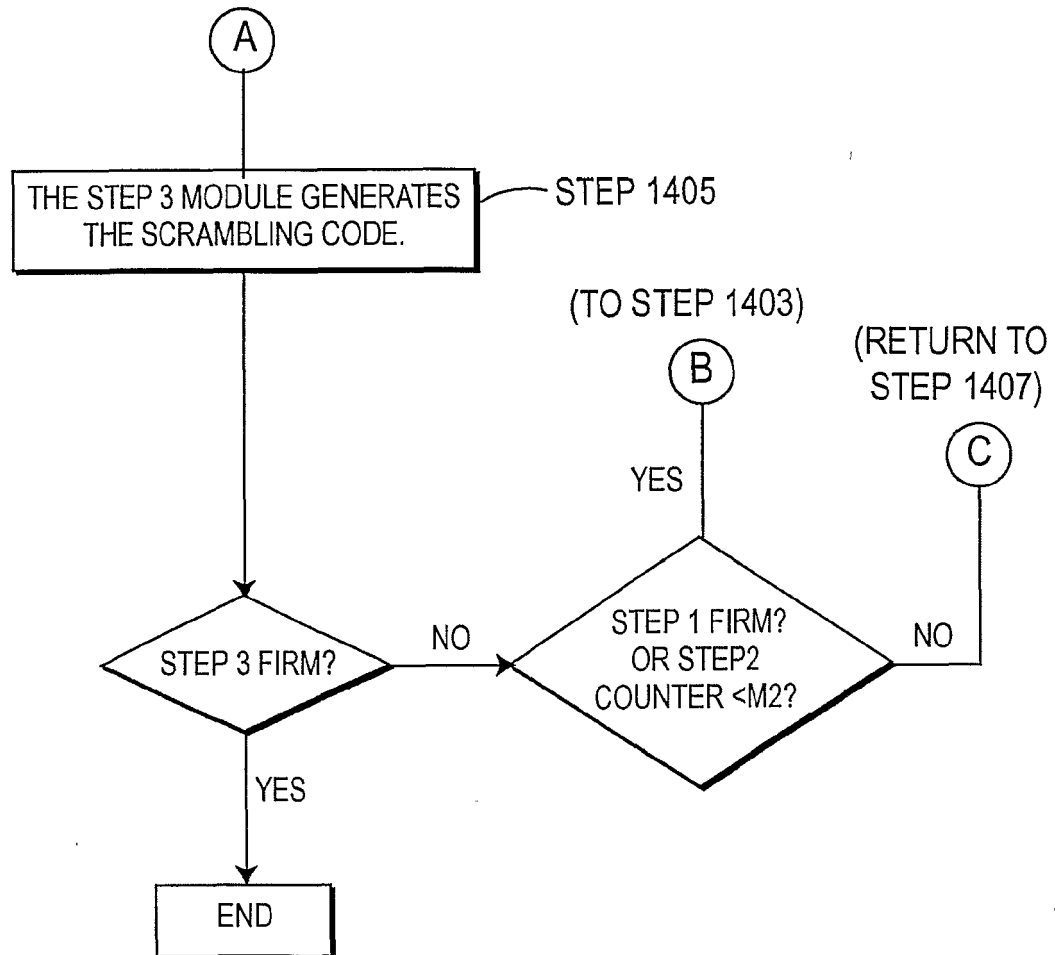 A
THE STEP 3 MODULE GENERATES
THE SCRAMBLING CODE.
STEP 1405
(TO STEP 1403)
B
(RETURN TO
STEP 1407)
C
YES
STEP 3 FIRM?
NO
STEP 1 FIRM?
OR STEP2
COUNTER <M2?
NO
YES
END